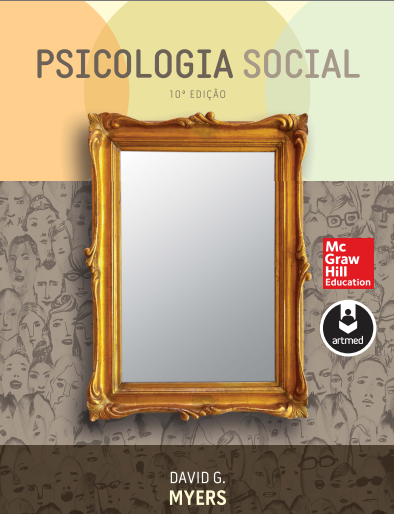 PSICOLOGIA SOCIAL
10ª EDIÇÃO
Mc
Graw
Hill
Education
artmed
DAVID G.
MYERS